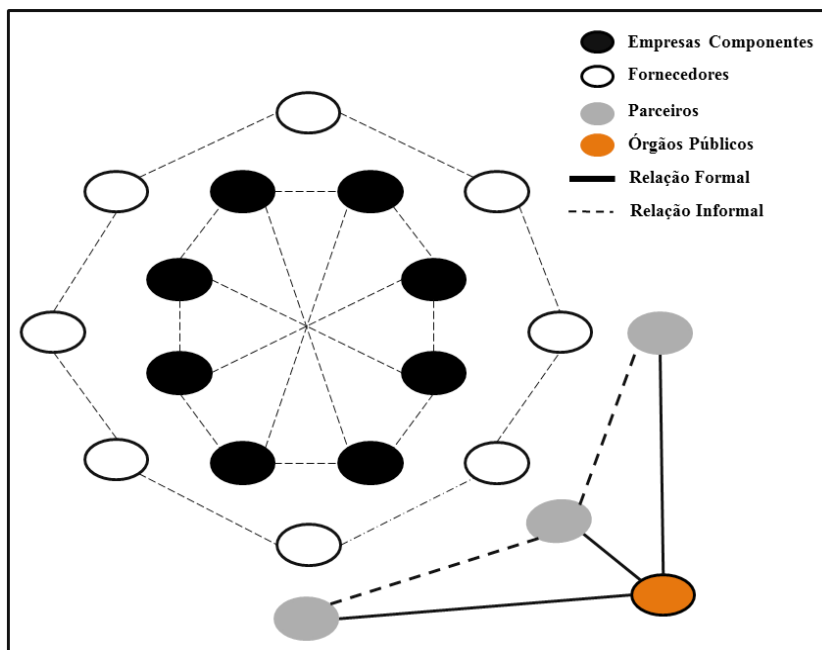 Empresas Componentes
Fornecedores
Parceiros
Órgãos Públicos
Relação Formal
Relação Informal